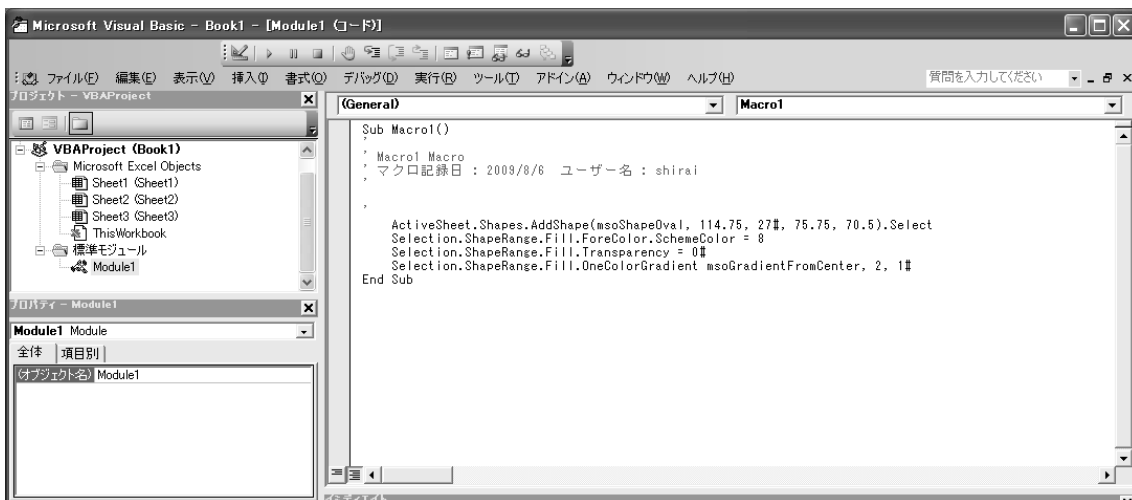 Microsoft Visual Basic - Book1 - [Module1 (コード)]
ファイル(F) 編集(E) 表示(V) 挿入(I) 書式(O) デバッグ(D) 実行(R) ツール(T) アドイン(A) ウィンドウ(W) ヘルプ(H) 質問を入力してください
プロジェクト - VBAProject
VBAProject (Book1)
Microsoft Excel Objects
Sheet1 (Sheet1)
Sheet2 (Sheet2)
Sheet3 (Sheet3)
ThisWorkbook
標準モジュール
Module1
プロパティ - Module1
Module1 Module
全体 項目別
(オブジェクト名) Module1
(General) Macro1
Sub Macro1()
'
' Macro1 Macro
' マクロ記録日 : 2009/8/6 ユーザー名 : shirai
'
'
ActiveSheet.Shapes.AddShape(msoShapeOval, 114.75, 27#, 75.75, 70.5).Select
Selection.ShapeRange.Fill.ForeColor.SchemeColor = 8
Selection.ShapeRange.Fill.Transparency = 0#
Selection.ShapeRange.Fill.OneColorGradient msoGradientFromCenter, 2, 1#
End Sub